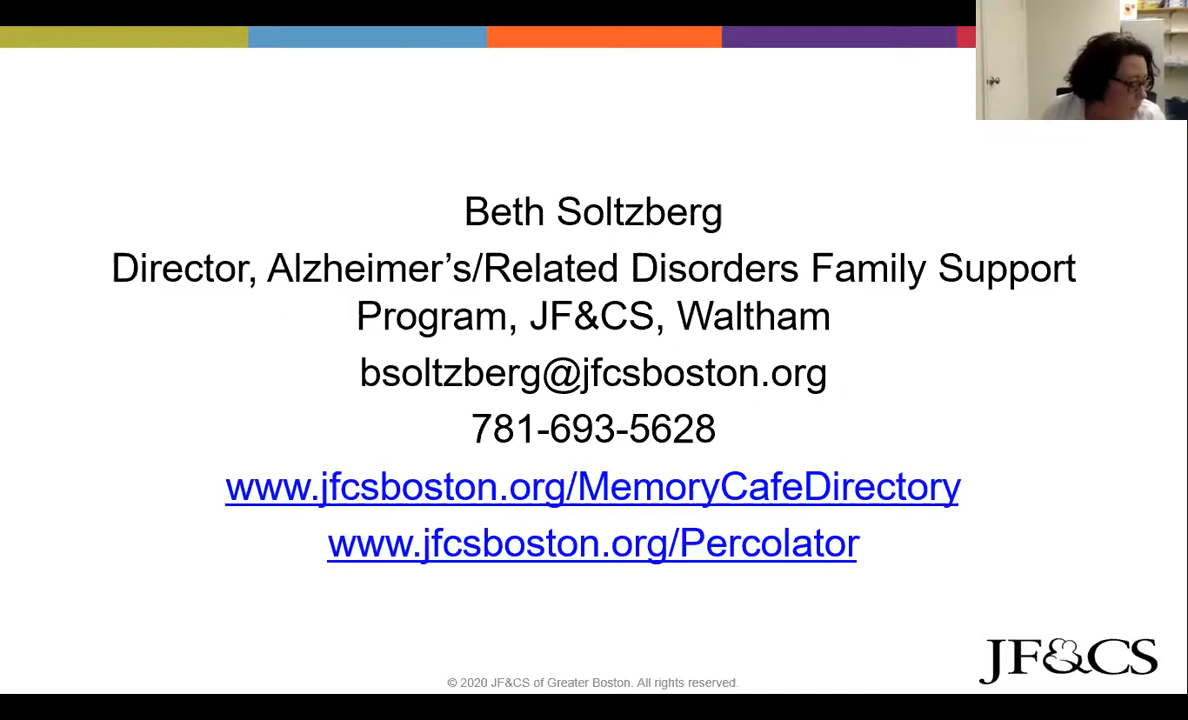 Beth Soltzberg
Director, Alzheimer’s/Related Disorders Family Support
Program, JF&CS, Waltham
bsoltzberg@jfcsboston.org
781-693-5628
www.jfcsboston.org/MemoryCafeDirectory
www.jfcsboston.org/Percolator
JF&CS
© 2020 JF&CS of Greater Boston. All rights reserved.